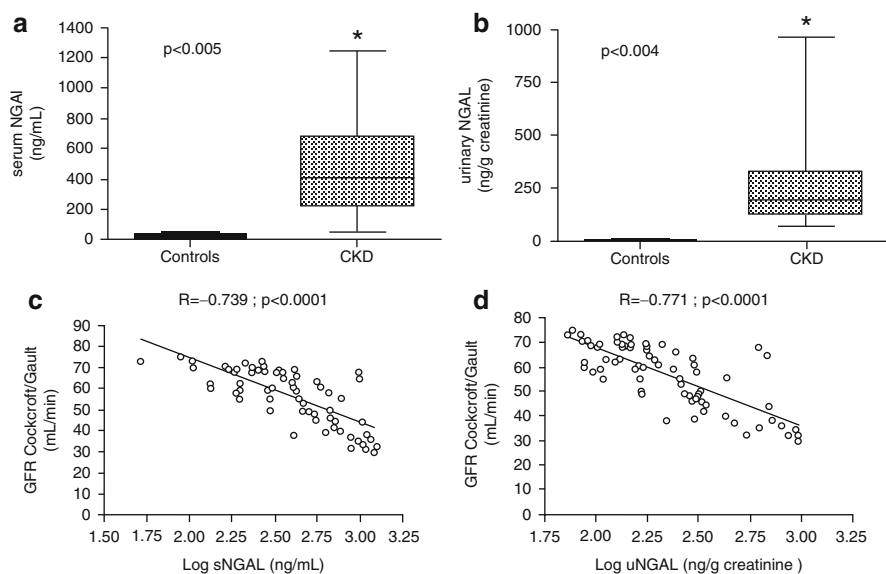 a
1400
1200
1000
800
600
400
200
0
serum NGAl
(ng/mL)
p<0.005
*
Controls
CKD
b
1000
750
500
250
0
urinary NGAL
(ng/g creatinine)
p<0.004
*
Controls
CKD
c
R=−0.739 ; p<0.0001
90
80
70
60
50
40
30
20
10
0
GFR Cockcroft/Gault
(mL/min)
1.50 1.75 2.00 2.25 2.50 2.75 3.00 3.25
Log sNGAL (ng/mL)
d
R=−0.771 ; p<0.0001
80
70
60
50
40
30
20
10
0
GFR Cockcroft/Gault
(mL/min)
1.75 2.00 2.25 2.50 2.75 3.00 3.25
Log uNGAL (ng/g creatinine )